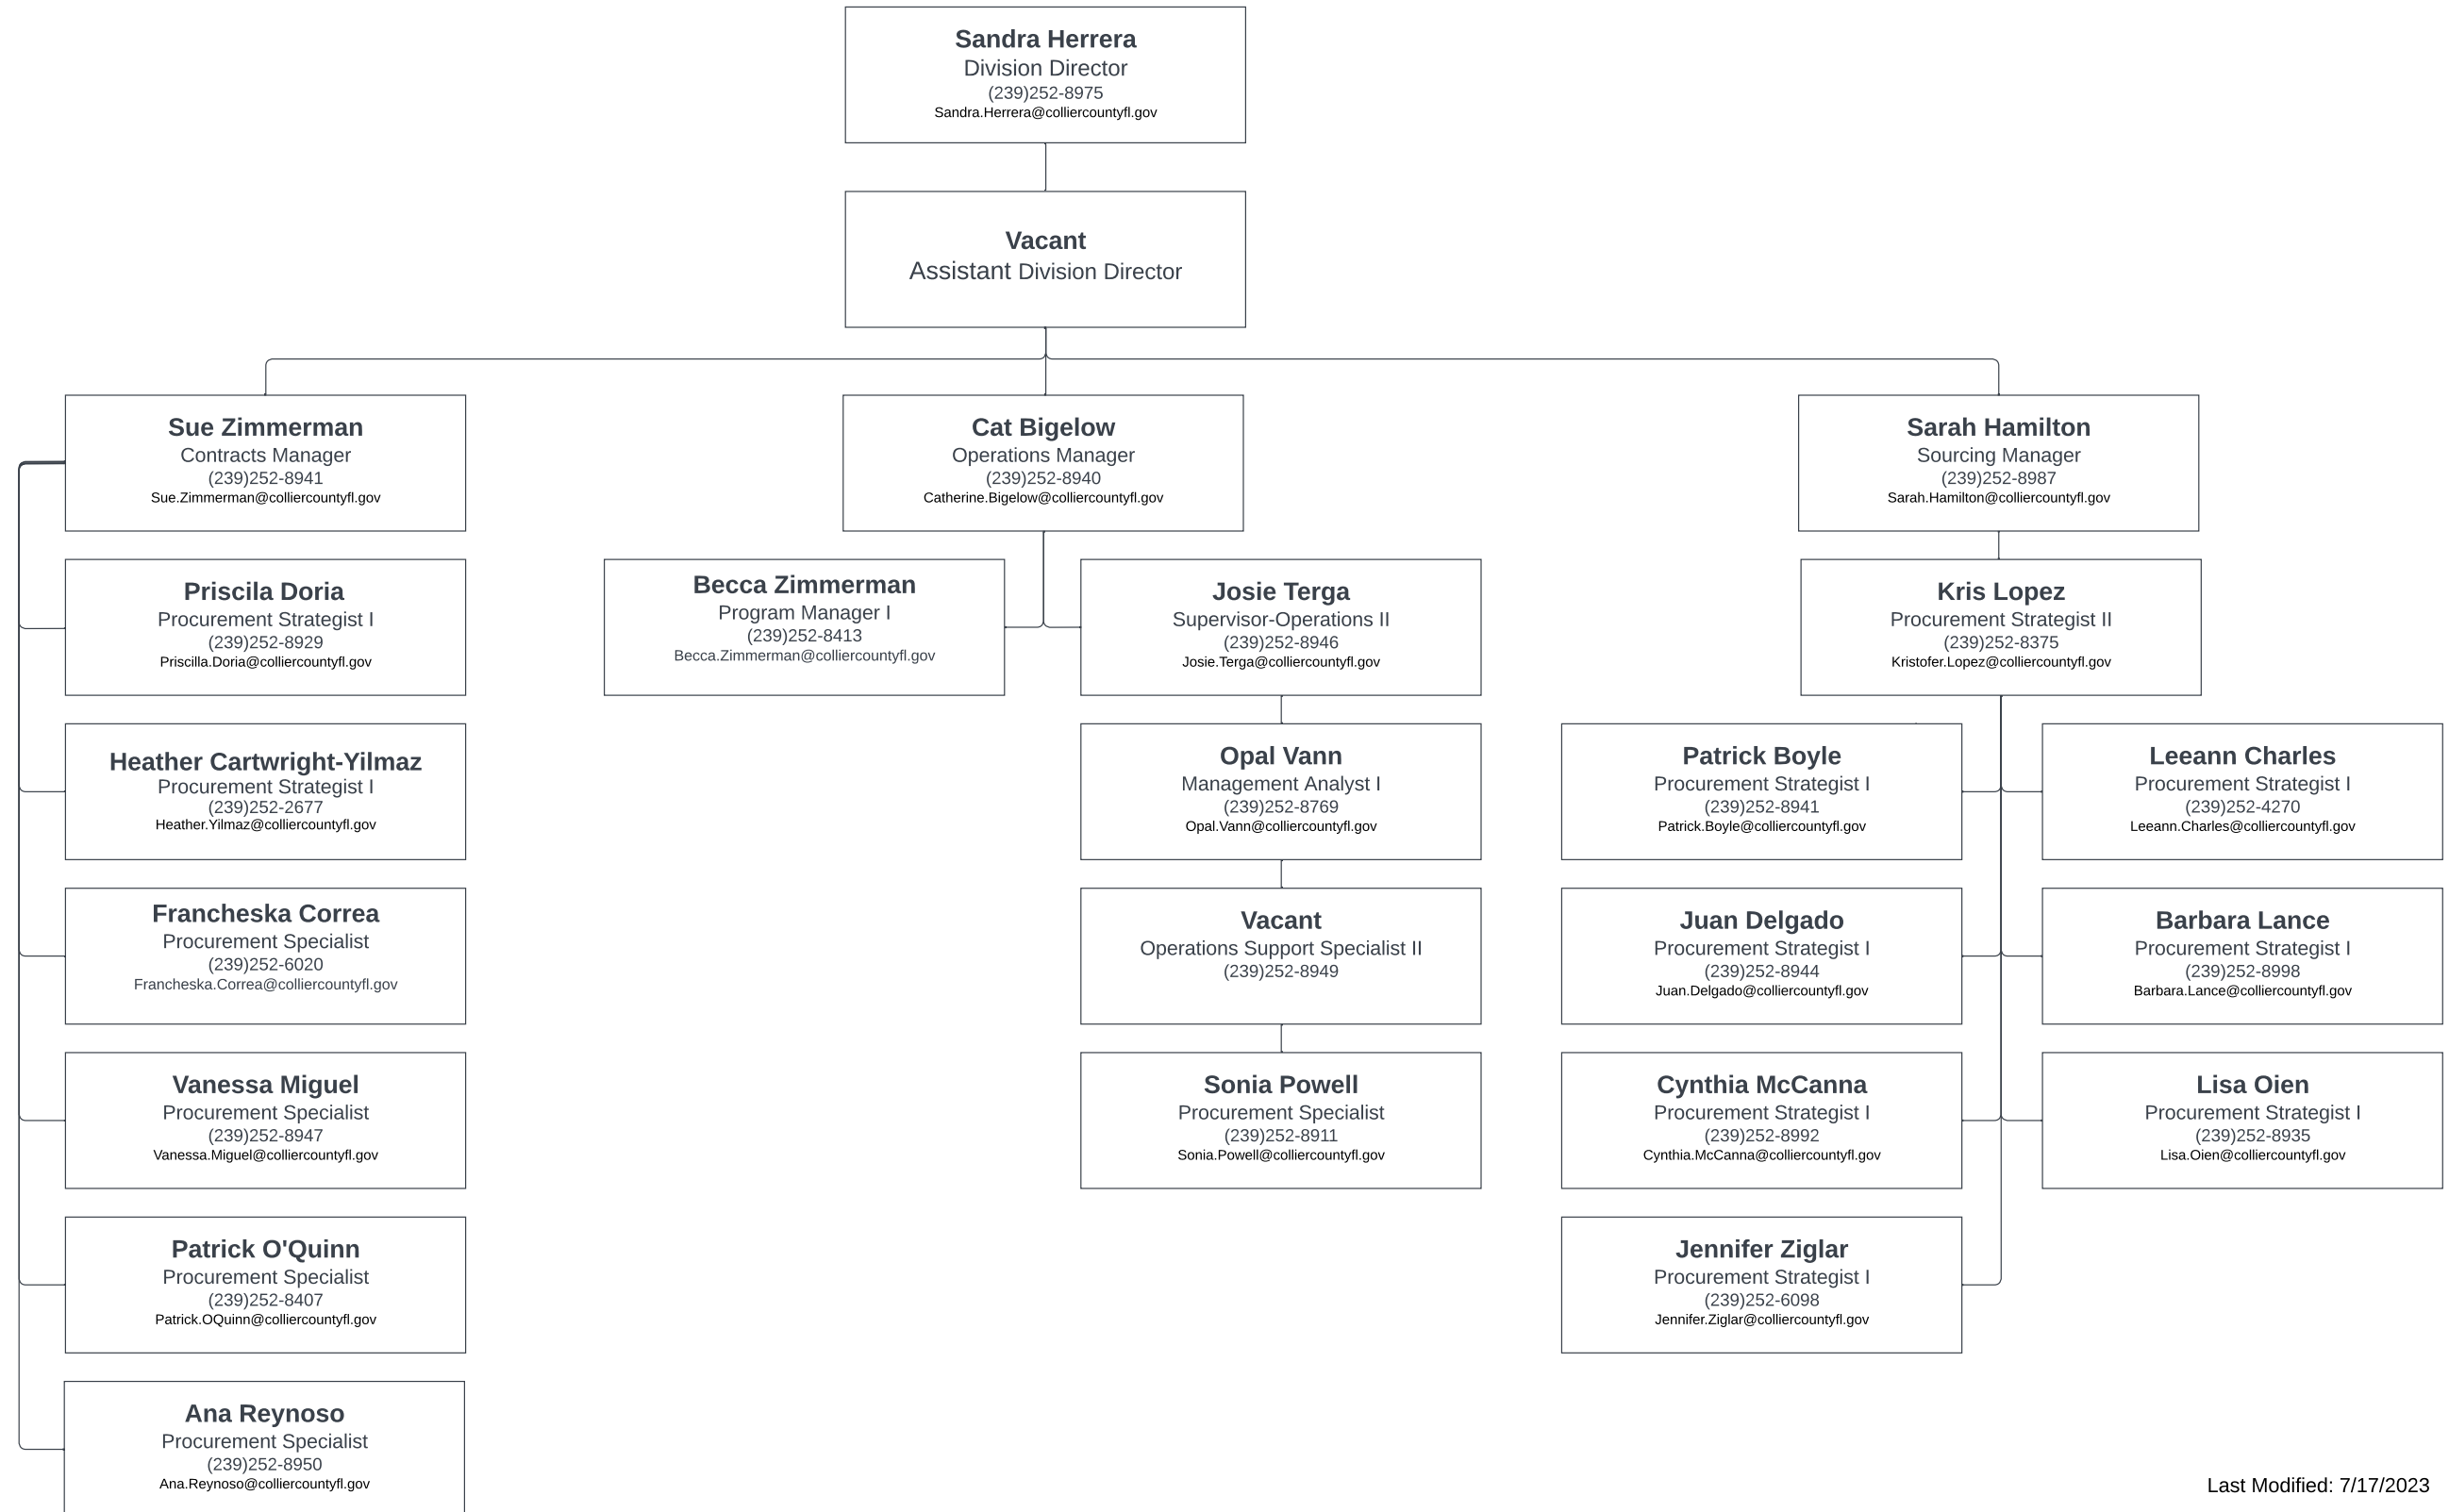 Sandra Herrera
Division Director
(239)252-8975
Sandra.Herrera@colliercountyfl.gov
Vacant
Assistant Division Director
Sue Zimmerman
Contracts Manager
(239)252-8941
Sue.Zimmerman@colliercountyfl.gov
Cat Bigelow
Operations Manager
(239)252-8940
Catherine.Bigelow@colliercountyfl.gov
Sarah Hamilton
Sourcing Manager
(239)252-8987
Sarah.Hamilton@colliercountyfl.gov
Priscila Doria
Procurement Strategist I
(239)252-8929
Priscilla.Doria@colliercountyfl.gov
Becca Zimmerman
Program Manager I
(239)252-8413
Becca.Zimmerman@colliercountyfl.gov
Josie Terga
Supervisor-Operations II
(239)252-8946
Josie.Terga@colliercountyfl.gov
Kris Lopez
Procurement Strategist II
(239)252-8375
Kristofer.Lopez@colliercountyfl.gov
Heather Cartwright-Yilmaz
Procurement Strategist I
(239)252-2677
Heather.Yilmaz@colliercountyfl.gov
Opal Vann
Management Analyst I
(239)252-8769
Opal.Vann@colliercountyfl.gov
Patrick Boyle
Procurement Strategist I
(239)252-8941
Patrick.Boyle@colliercountyfl.gov
Leeann Charles
Procurement Strategist I
(239)252-4270
Leeann.Charles@colliercountyfl.gov
Francheska Correa
Procurement Specialist
(239)252-6020
Francheska.Correa@colliercountyfl.gov
Vacant
Operations Support Specialist II
(239)252-8949
Juan Delgado
Procurement Strategist I
(239)252-8944
Juan.Delgado@colliercountyfl.gov
Barbara Lance
Procurement Strategist I
(239)252-8998
Barbara.Lance@colliercountyfl.gov
Vanessa Miguel
Procurement Specialist
(239)252-8947
Vanessa.Miguel@colliercountyfl.gov
Sonia Powell
Procurement Specialist
(239)252-8911
Sonia.Powell@colliercountyfl.gov
Cynthia McCanna
Procurement Strategist I
(239)252-8992
Cynthia.McCanna@colliercountyfl.gov
Lisa Oien
Procurement Strategist I
(239)252-8935
Lisa.Oien@colliercountyfl.gov
Patrick O'Quinn
Procurement Specialist
(239)252-8407
Patrick.OQuinn@colliercountyfl.gov
Jennifer Ziglar
Procurement Strategist I
(239)252-6098
Jennifer.Ziglar@colliercountyfl.gov
Ana Reynoso
Procurement Specialist
(239)252-8950
Ana.Reynoso@colliercountyfl.gov
Last Modified: 7/17/2023